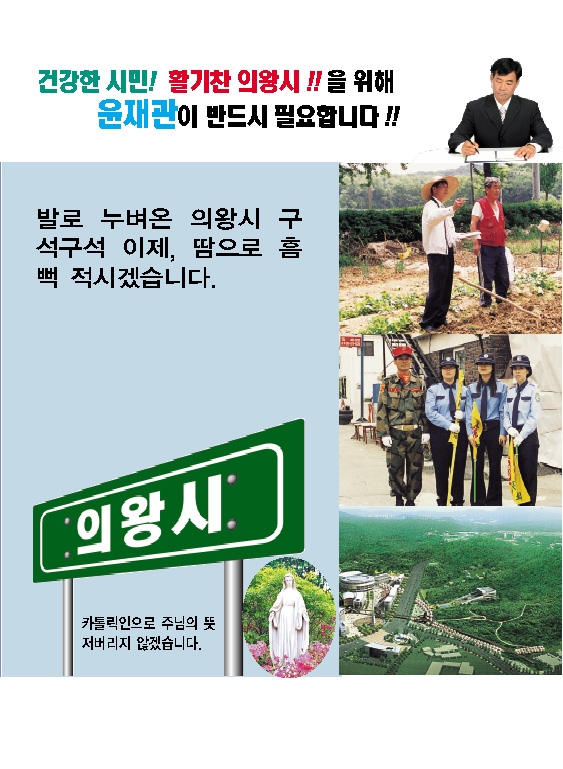 건강한 시민! 활기찬 의왕시 !! 을 위해
윤재관이 반드시 필요합니다 !!
발로 누벼온 의왕시 구
석구석 이제, 땀으로 흠
뻑 적시겠습니다.
의왕시
카톨릭인으로 주님의 뜻
저버리지 않겠습니다.